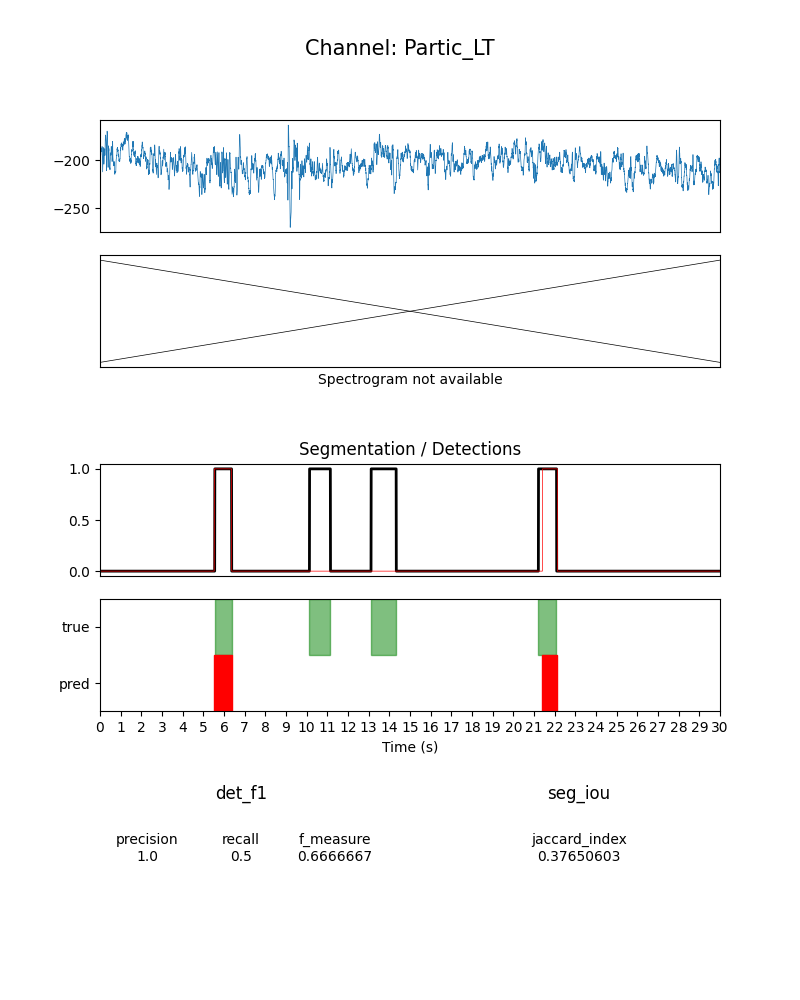 Channel: Partic_LT
−200
−250
Spectrogram not available
Segmentation / Detections
1.0
0.5
0.0
true
pred
0 1 2 3 4 5 6 7 8 9 10 11 12 13 14 15 16 17 18 19 20 21 22 23 24 25 26 27 28 29 30
Time (s)
det_f1 seg_iou
precision recall f_measure jaccard_index
1.0 0.5 0.6666667 0.37650603